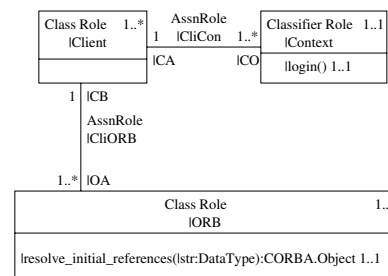 Class Role 1..*
|Client
AssnRole
1 |CliCon 1..*
|CA |CO
Classifier Role 1..1
|Context
|login() 1..1
1 |CB
AssnRole
|CliORB
1..* |OA
Class Role 1..
|ORB
|resolve_initial_references(|str:DataType):CORBA.Object 1..1